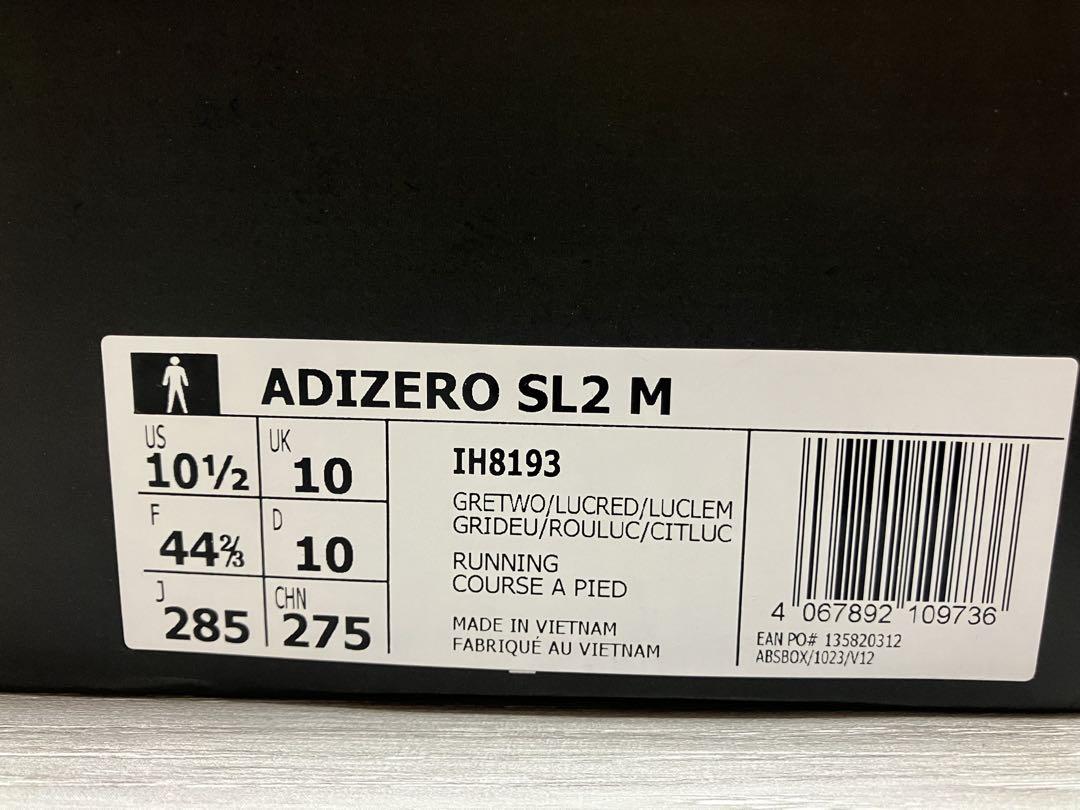 ADIZERO SL2 M
US 10½ UK 10
F 44⅔ D 10
J 285 CHN 275
IH8193
GRETWO/LUCRED/LUCLEM
GRIDEU/ROULUC/CITLUC
RUNNING
COURSE A PIED
MADE IN VIETNAM
FABRIQUÉ AU VIETNAM
4 067892 109736
EAN PO# 135820312
ABSBOX/1023/V12